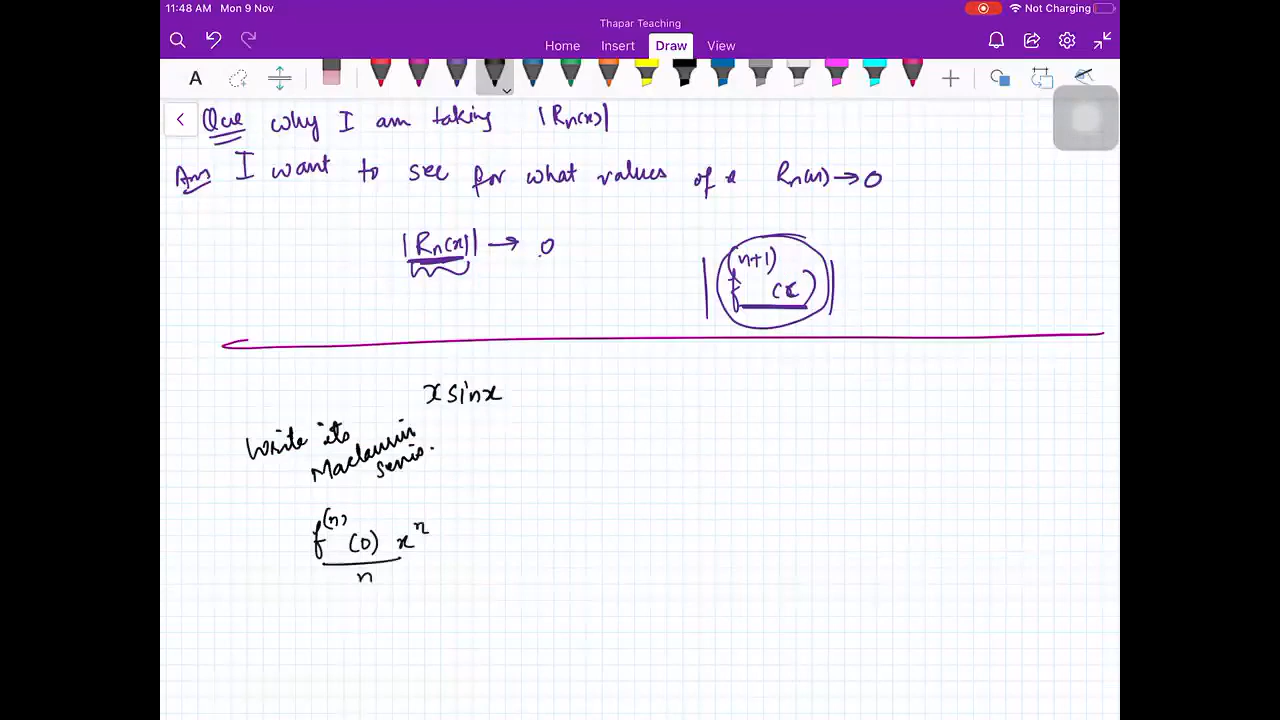 11:48 AM Mon 9 Nov
Not Charging
Thapar Teaching
Home Insert Draw View
A
Que why I am taking |Rn(x)|
Ans I want to see for what values of x Rn(x) → 0
|Rn(x)| → 0
|f^(n+1) (c)|
x sinx
Write its
Maclaurin
series.
f^(n) (0) x^n
n